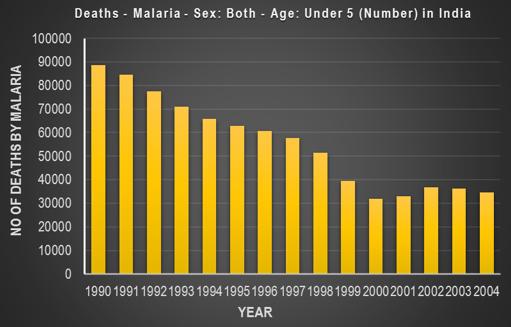 Deaths - Malaria - Sex: Both - Age: Under 5 (Number) in India
NO OF DEATHS BY MALARIA
100000
90000
80000
70000
60000
50000
40000
30000
20000
10000
0
1990 1991 1992 1993 1994 1995 1996 1997 1998 1999 2000 2001 2002 2003 2004
YEAR